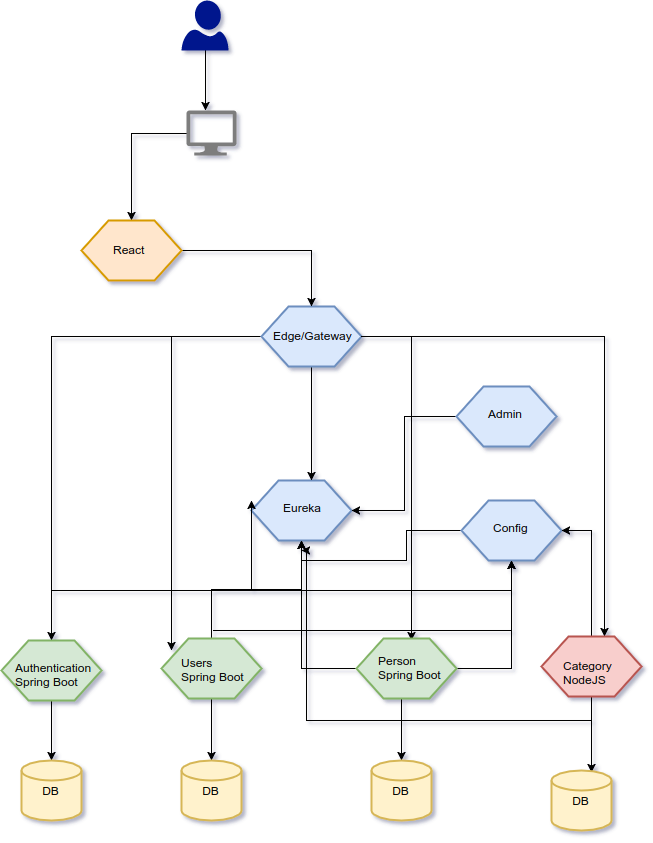 React
Edge/Gateway
Admin
Eureka
Config
Authentication
Spring Boot
Users
Spring Boot
Person
Spring Boot
Category
NodeJS
DB
DB
DB
DB